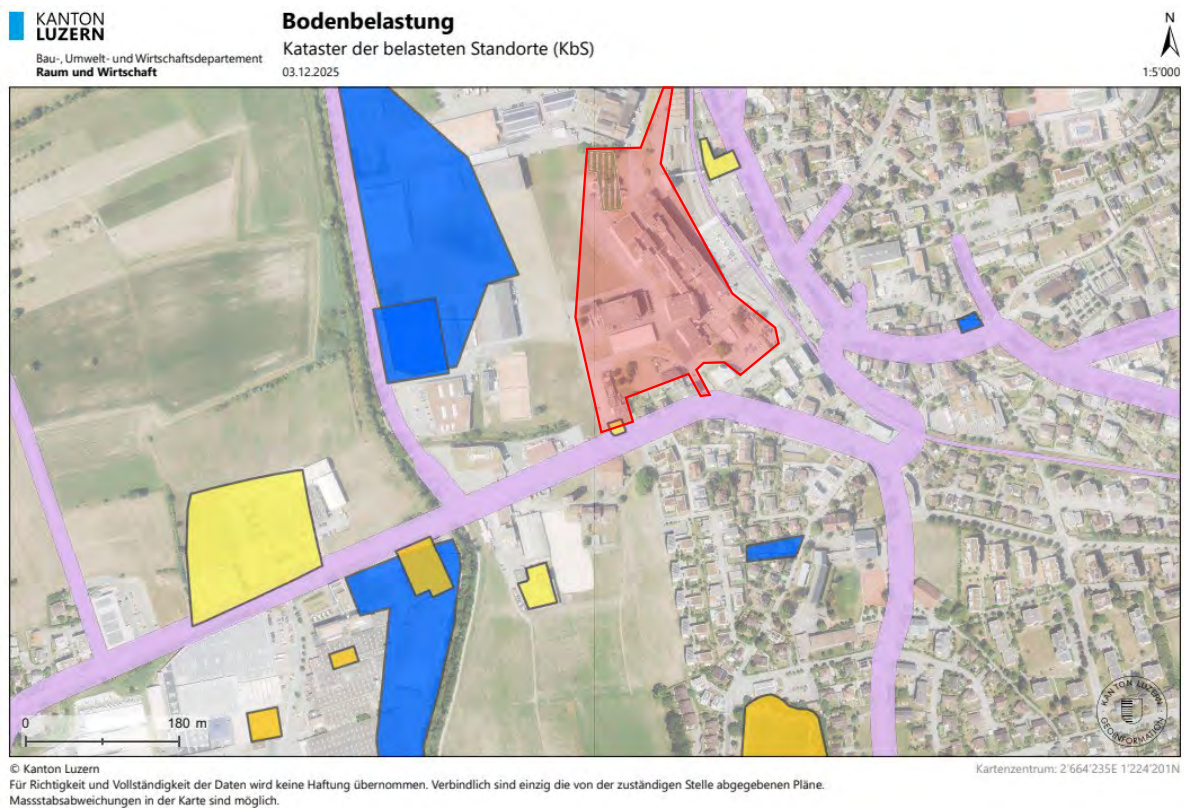 KANTON
LUZERN
Bau-, Umwelt- und Wirtschaftsdepartement
Raum und Wirtschaft
Bodenbelastung
Kataster der belasteten Standorte (KbS)
03.12.2025
N
1:5'000
0 180 m
KANTON LUZERN
GEOINFORMATION
© Kanton Luzern
Kartenzentrum: 2'664'235E 1'224'201N
Für Richtigkeit und Vollständigkeit der Daten wird keine Haftung übernommen. Verbindlich sind einzig die von der zuständigen Stelle abgegebenen Pläne.
Massstabsabweichungen in der Karte sind möglich.